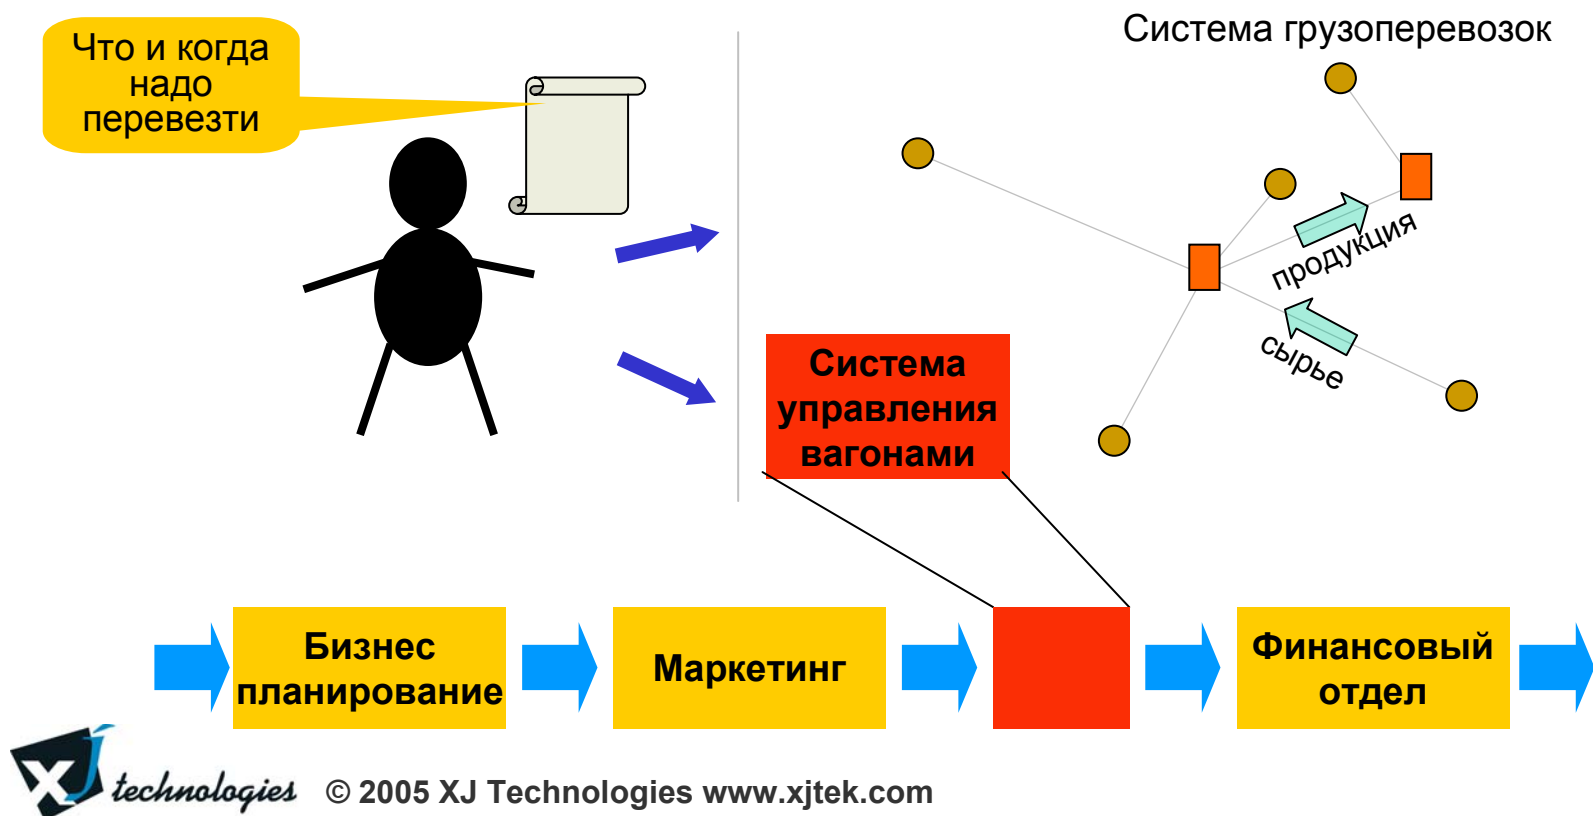 Что и когда
надо
перевезти
Система грузоперевозок
продукция
сырье
Система
управления
вагонами
Бизнес
планирование
Маркетинг
Финансовый
отдел
XJ technologies
© 2005 XJ Technologies www.xjtek.com